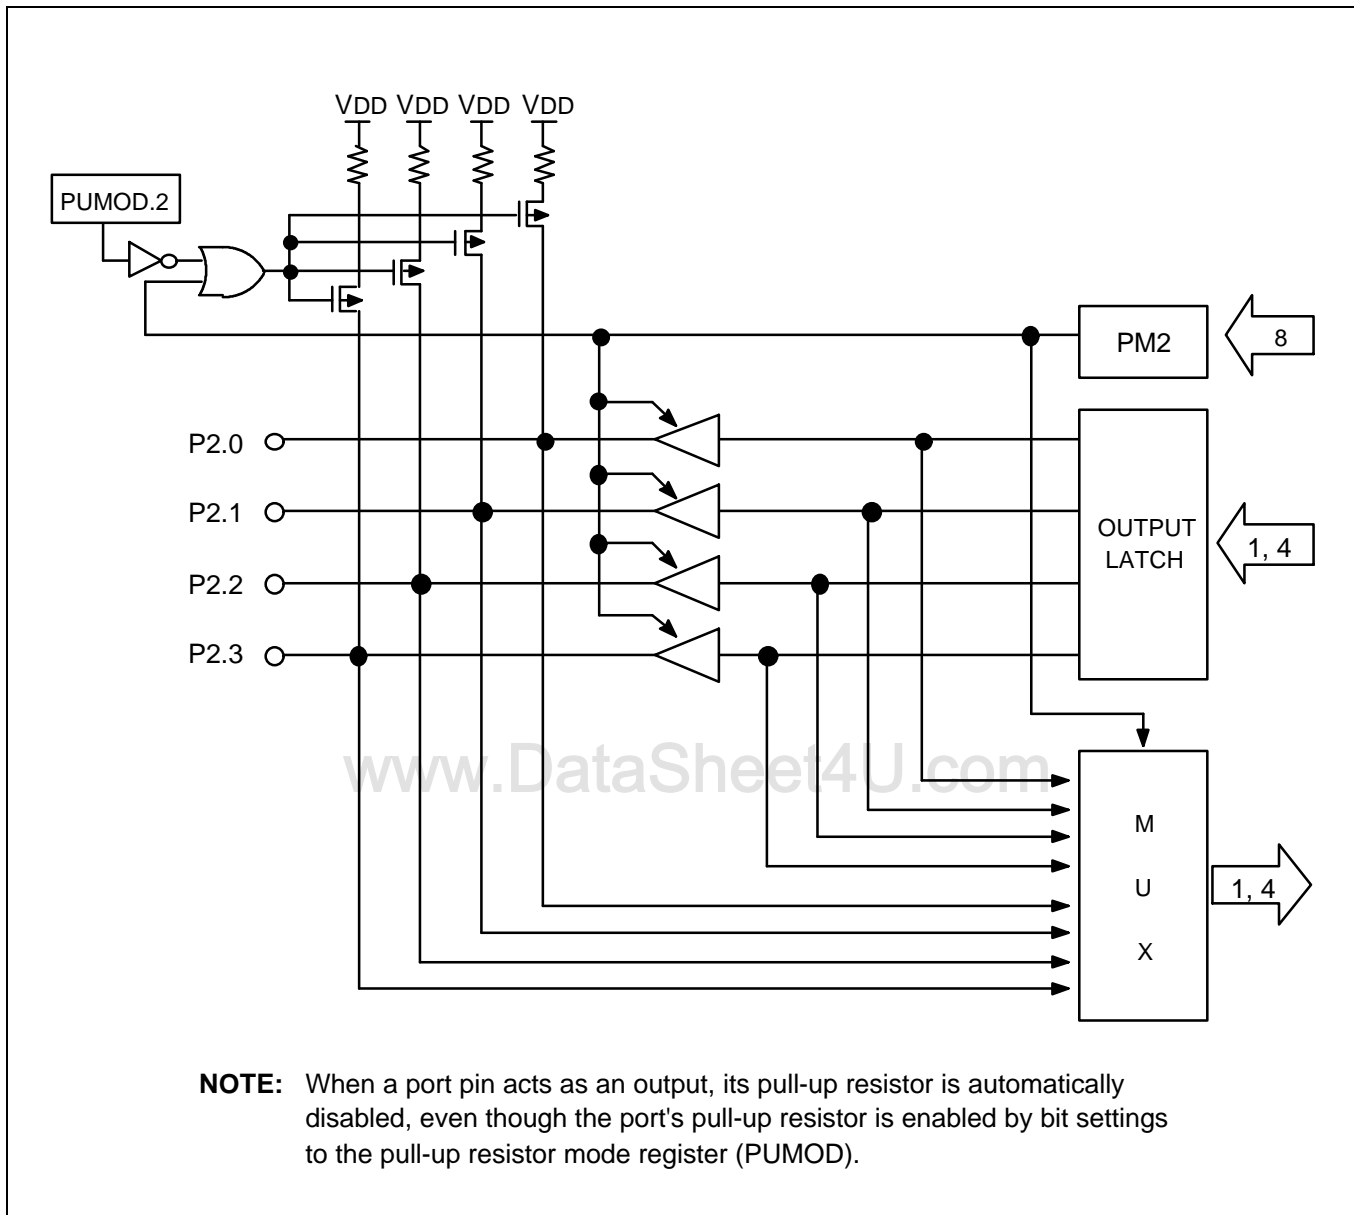 VDD VDD VDD VDD
PUMOD.2
PM2
8
P2.0
P2.1
P2.2
P2.3
OUTPUT
LATCH
1, 4
www.DataSheet4U.com
M
U
X
1, 4
NOTE: When a port pin acts as an output, its pull-up resistor is automatically
disabled, even though the port's pull-up resistor is enabled by bit settings
to the pull-up resistor mode register (PUMOD).